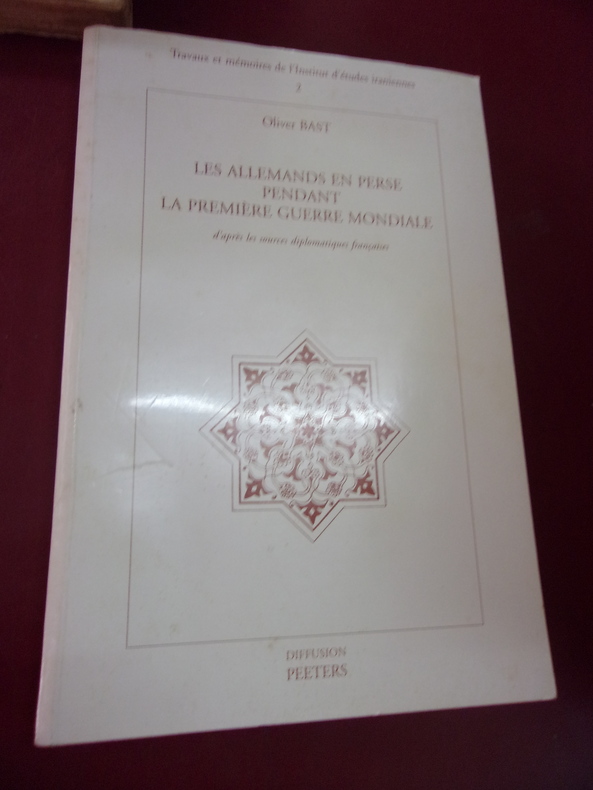 Travaux et mémoires de l'Institut d'études iraniennes
2
Oliver BAST
LES ALLEMANDS EN PERSE
PENDANT
LA PREMIÈRE GUERRE MONDIALE
d'après les sources diplomatiques françaises
DIFFUSION
PEETERS